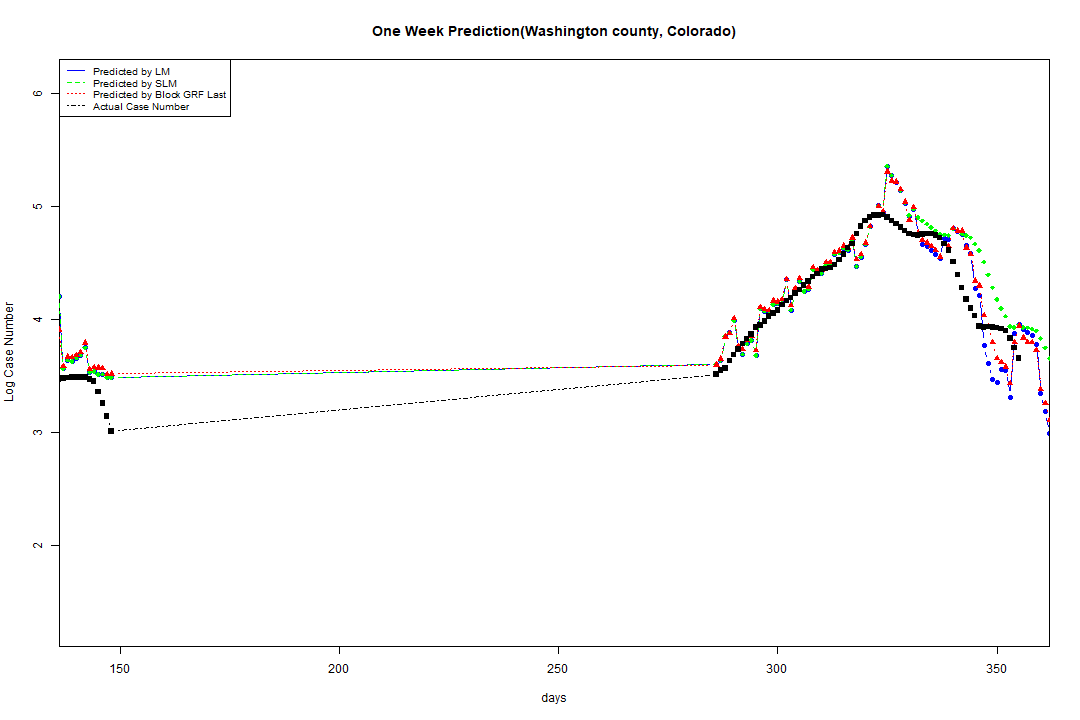 One Week Prediction(Washington county, Colorado)
Predicted by LM
Predicted by SLM
Predicted by Block GRF Last
Actual Case Number
6
5
4
3
2
Log Case Number
150 200 250 300 350
days